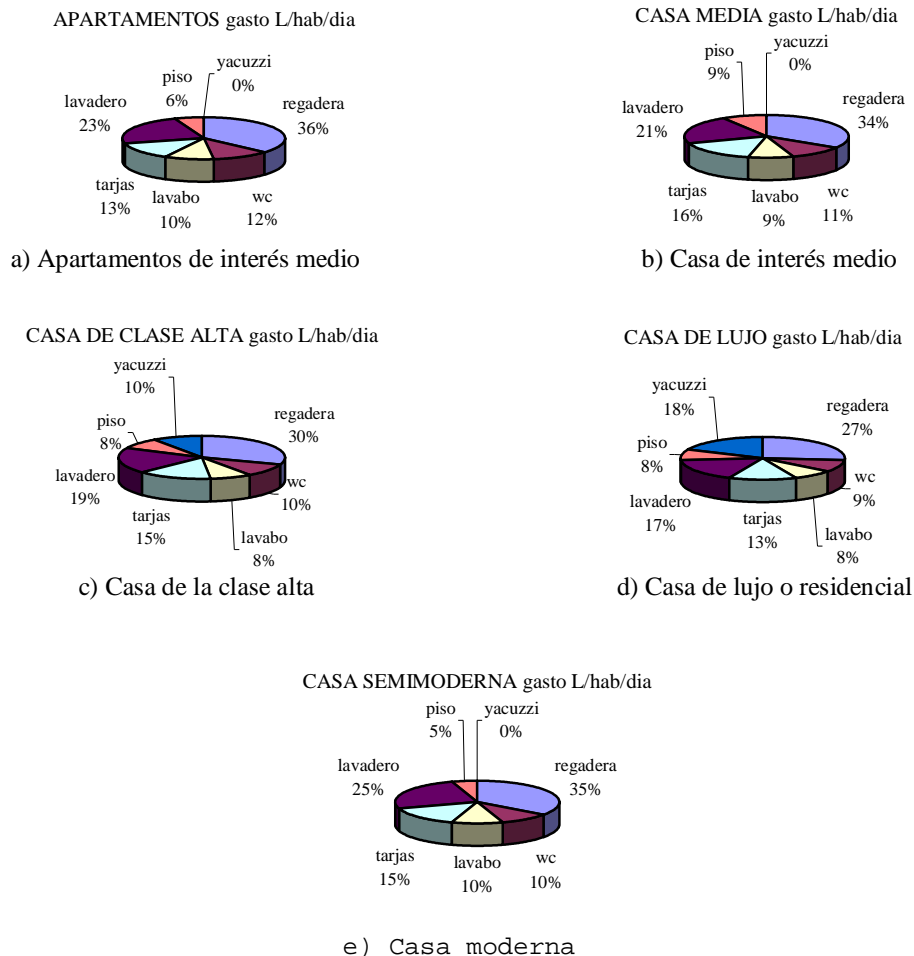 APARTAMENTOS gasto L/hab/dia
yacuzzi
0%
piso
6%
lavadero
23%
regadera
36%
tarjas
13%
lavabo
10%
wc
12%
a) Apartamentos de interés medio
CASA MEDIA gasto L/hab/dia
piso
9%
yacuzzi
0%
regadera
34%
lavadero
21%
tarjas
16%
lavabo
9%
wc
11%
b) Casa de interés medio
CASA DE CLASE ALTA gasto L/hab/dia
yacuzzi
10%
regadera
30%
piso
8%
lavadero
19%
wc
10%
tarjas
15%
lavabo
8%
c) Casa de la clase alta
CASA DE LUJO gasto L/hab/dia
yacuzzi
18%
regadera
27%
piso
8%
wc
9%
lavadero
17%
tarjas
13%
lavabo
8%
d) Casa de lujo o residencial
CASA SEMIMODERNA gasto L/hab/dia
piso
5%
yacuzzi
0%
lavadero
25%
regadera
35%
tarjas
15%
lavabo
10%
wc
10%
e) Casa moderna